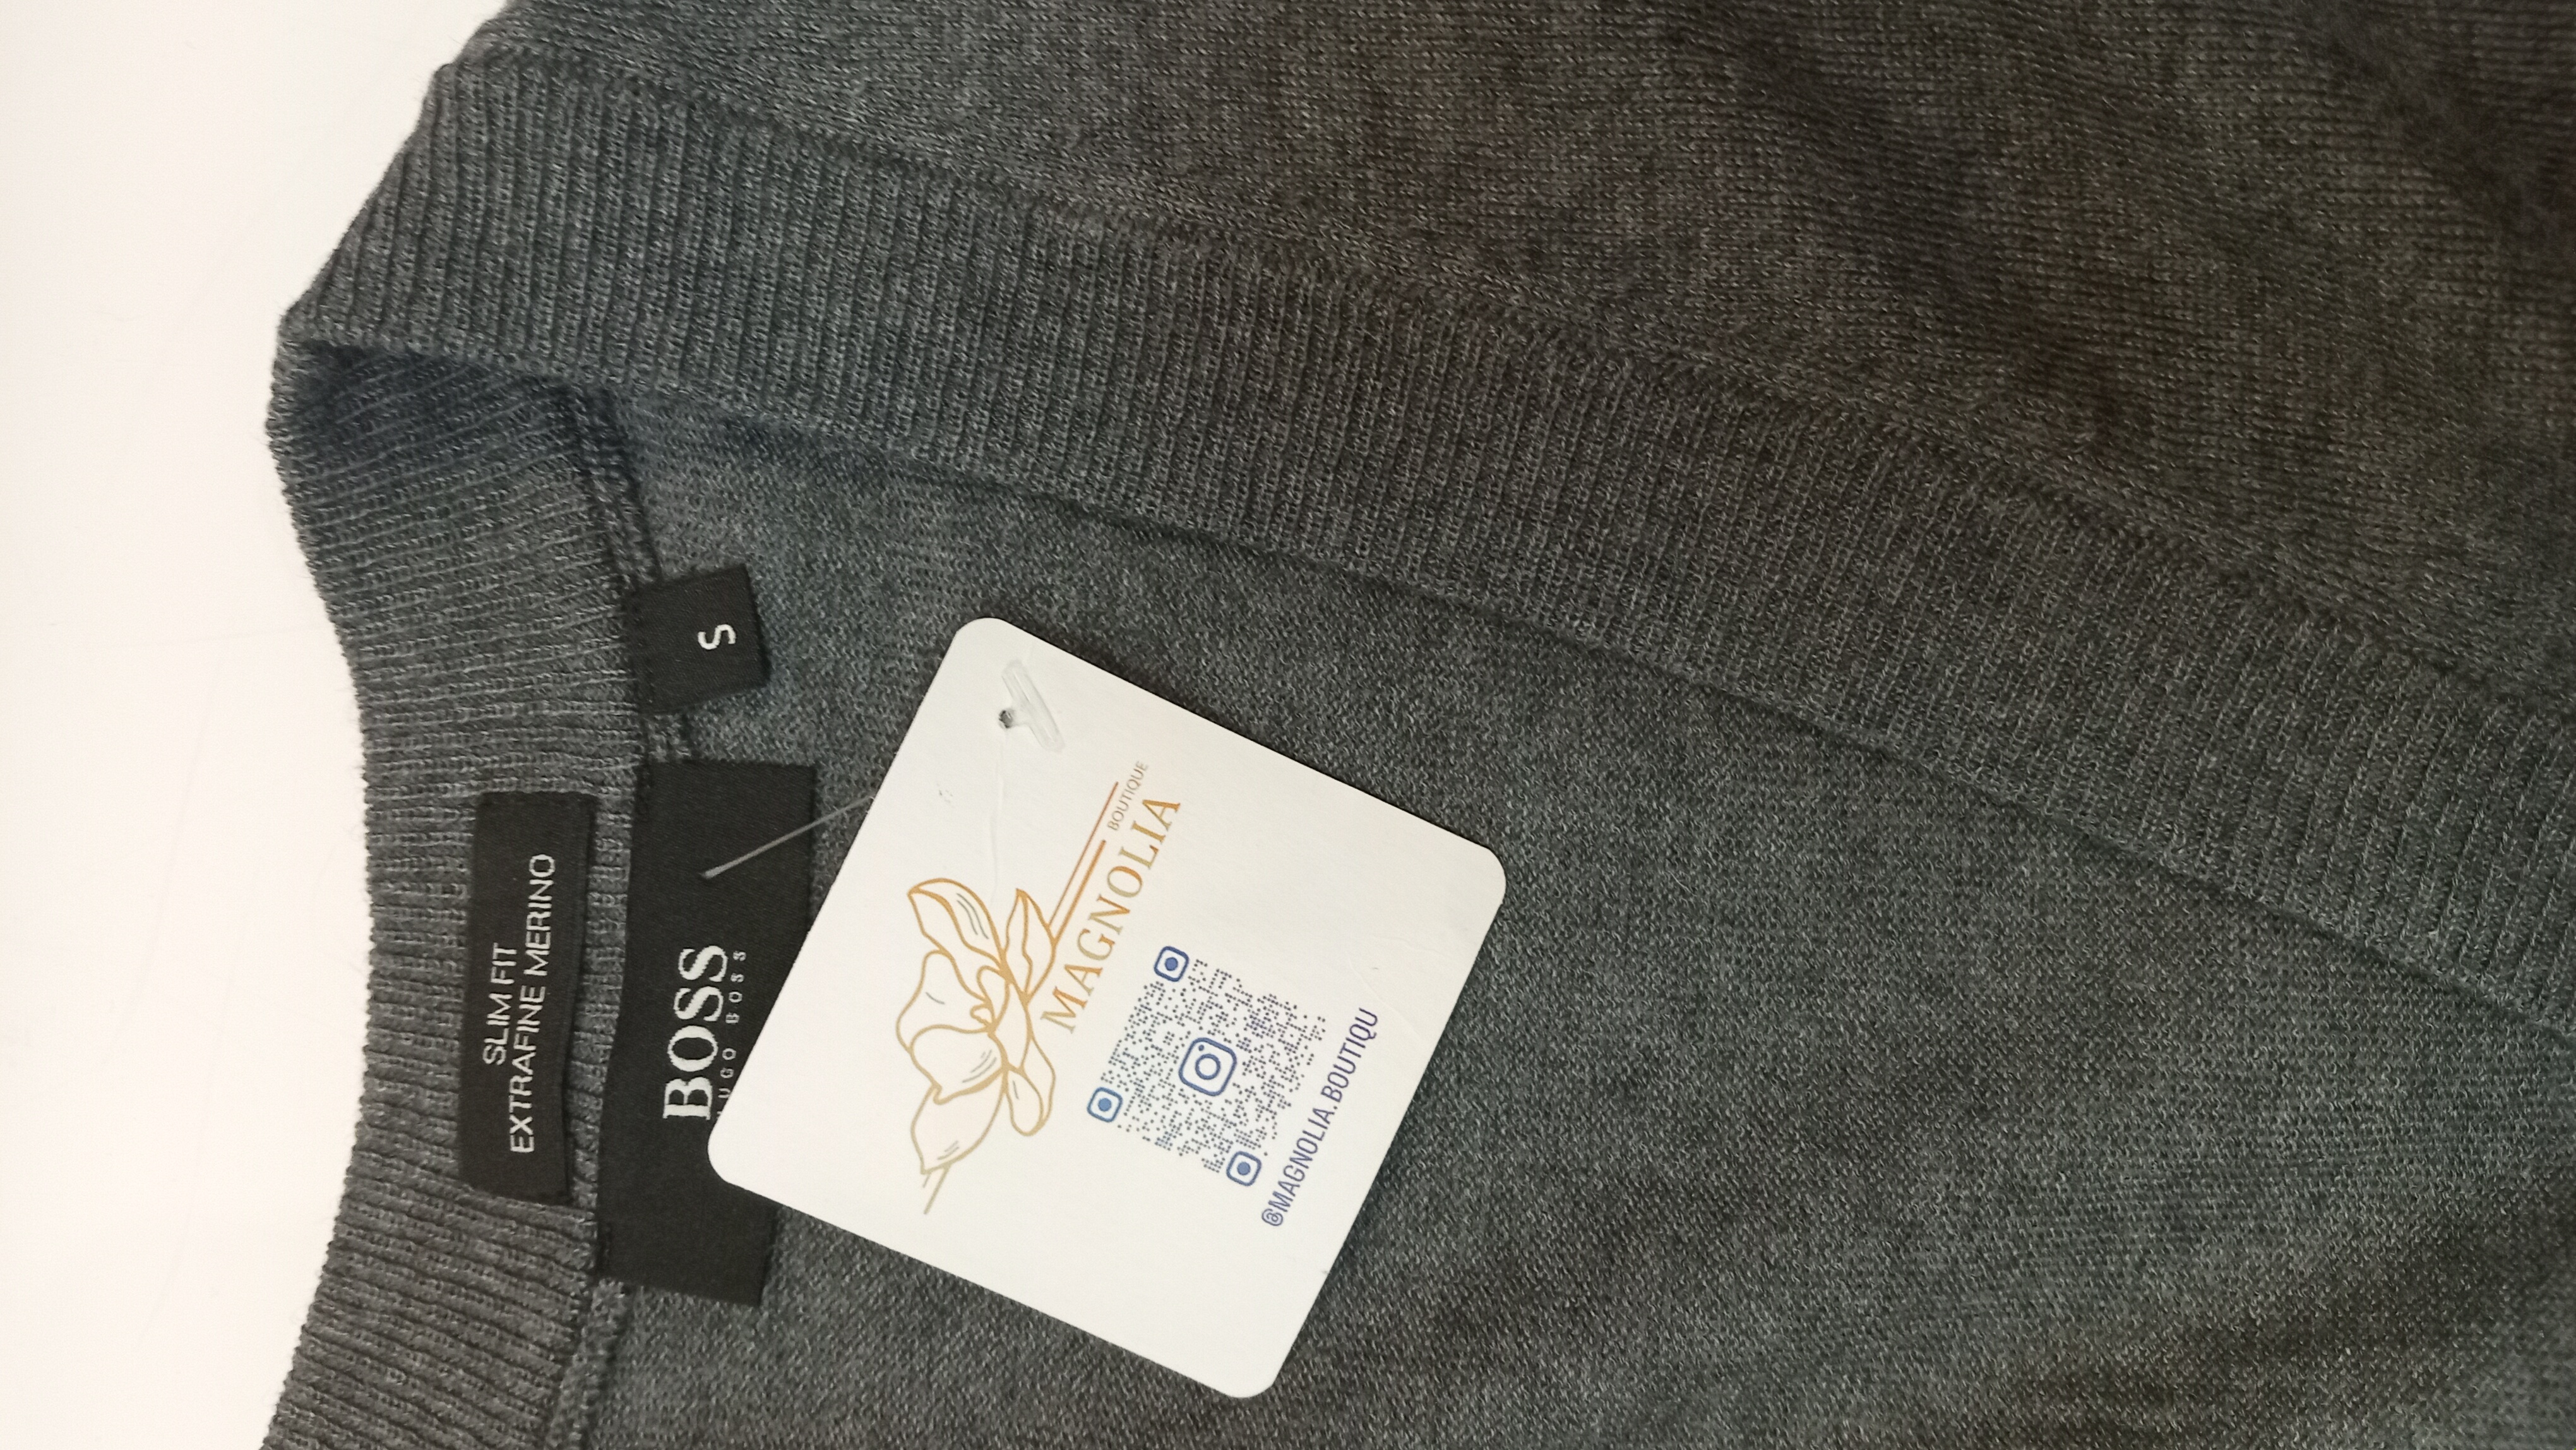 S
SLIM FIT
EXTRAFINE MERINO
BOSS
HUGO BOSS
BOUTIQUE
MAGNOLIA
@MAGNOLIA.BOUTIQU